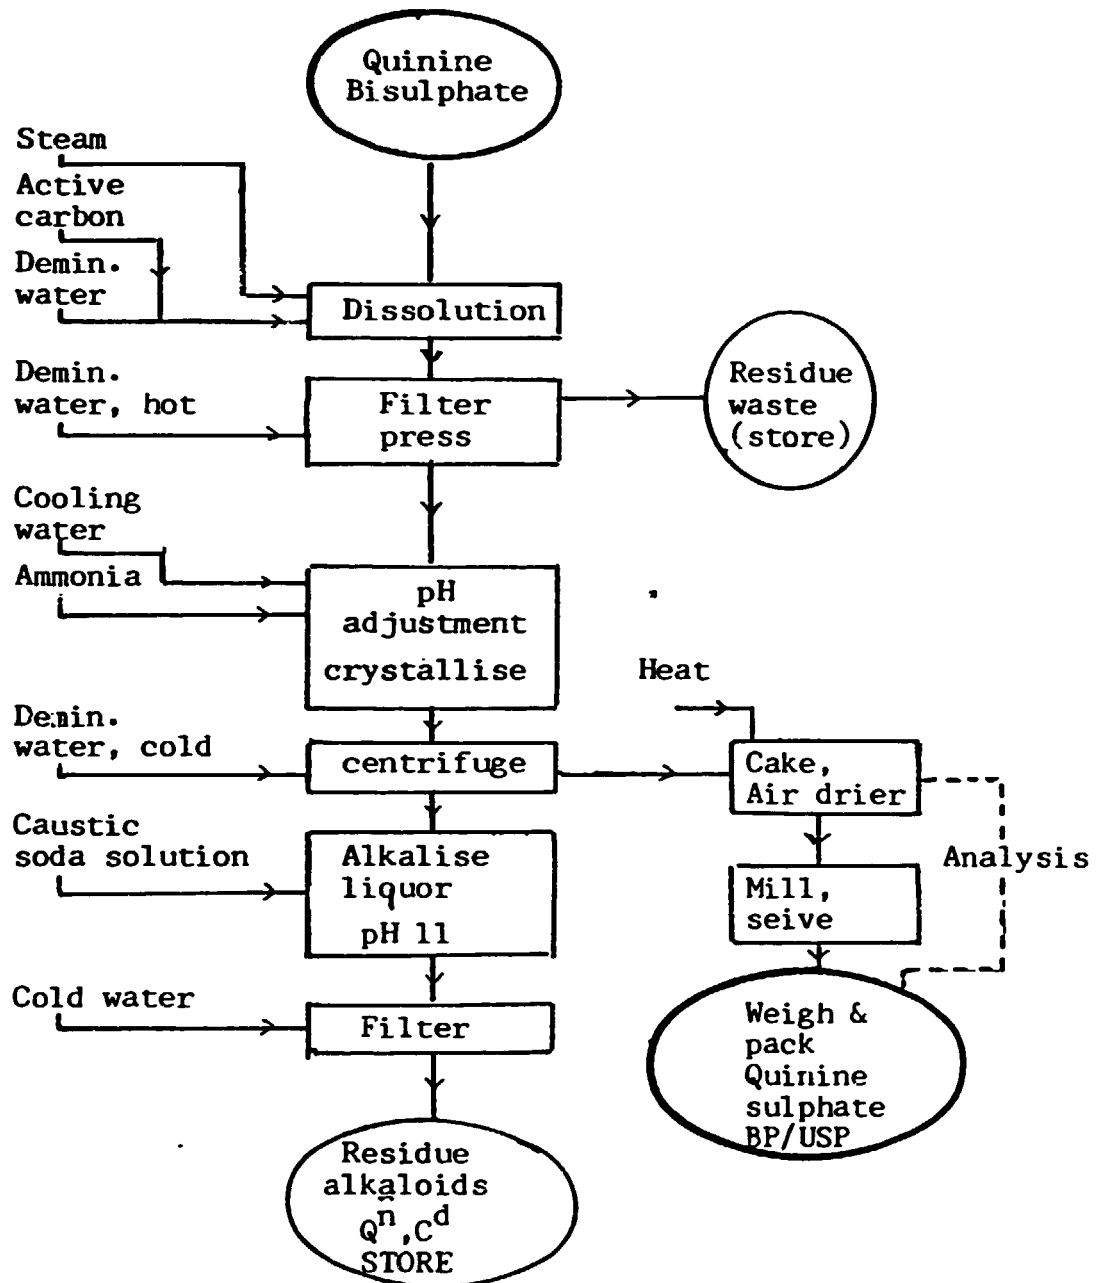 Quinine
Bisulphate
Steam
Active
carbon
Demin.
water
Dissolution
Demin.
water, hot
Filter
press
Residue
waste
(store)
Cooling
water
Ammonia
pH
adjustment
crystallise
Heat
Demin.
water, cold
centrifuge
Cake,
Air drier
Caustic
soda solution
Alkalise
liquor
pH 11
Analysis
Mill,
seive
Cold water
Filter
Weigh &
pack
Quinine
sulphate
BP/USP
Residue
alkaloids
Qn̂,Cd
STORE